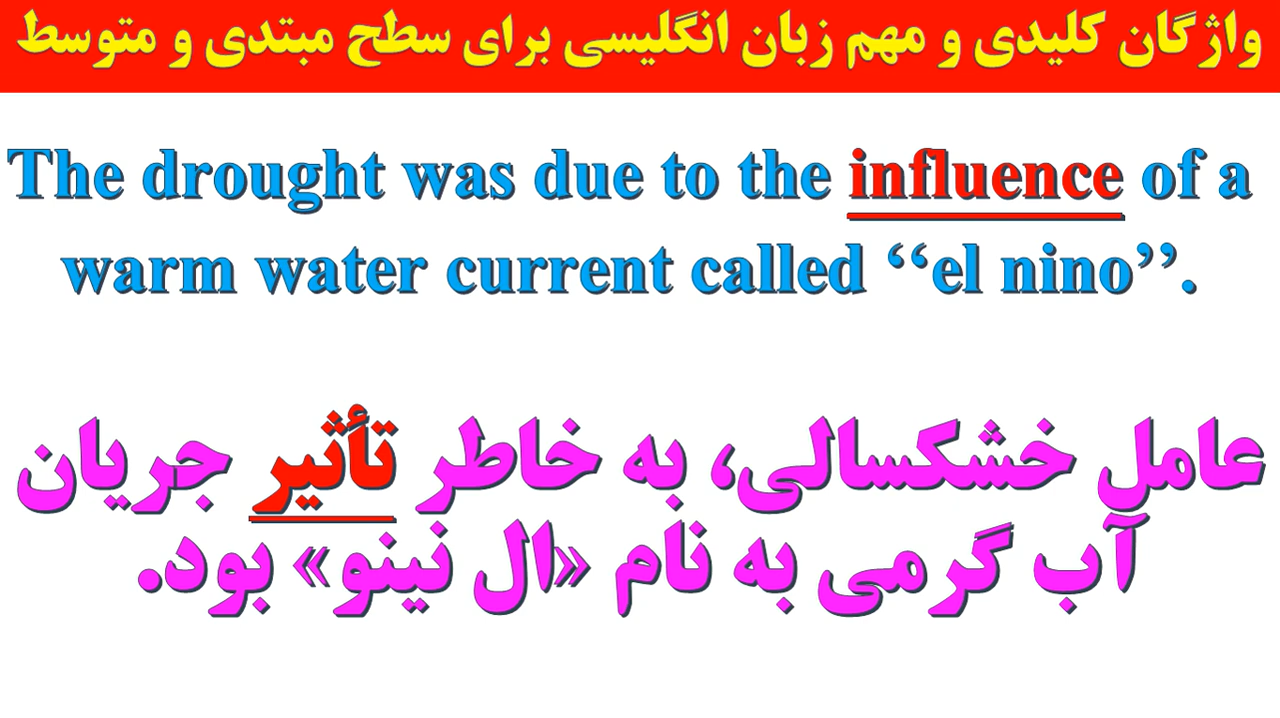 واژگان کلیدی و مهم زبان انگلیسی برای سطح مبتدی و متوسط
The drought was due to the influence of a
warm water current called ‘‘el nino’’.
عامل خشکسالی، به خاطر تأثیر جریان
آب گرمی به نام «ال نینو» بود.